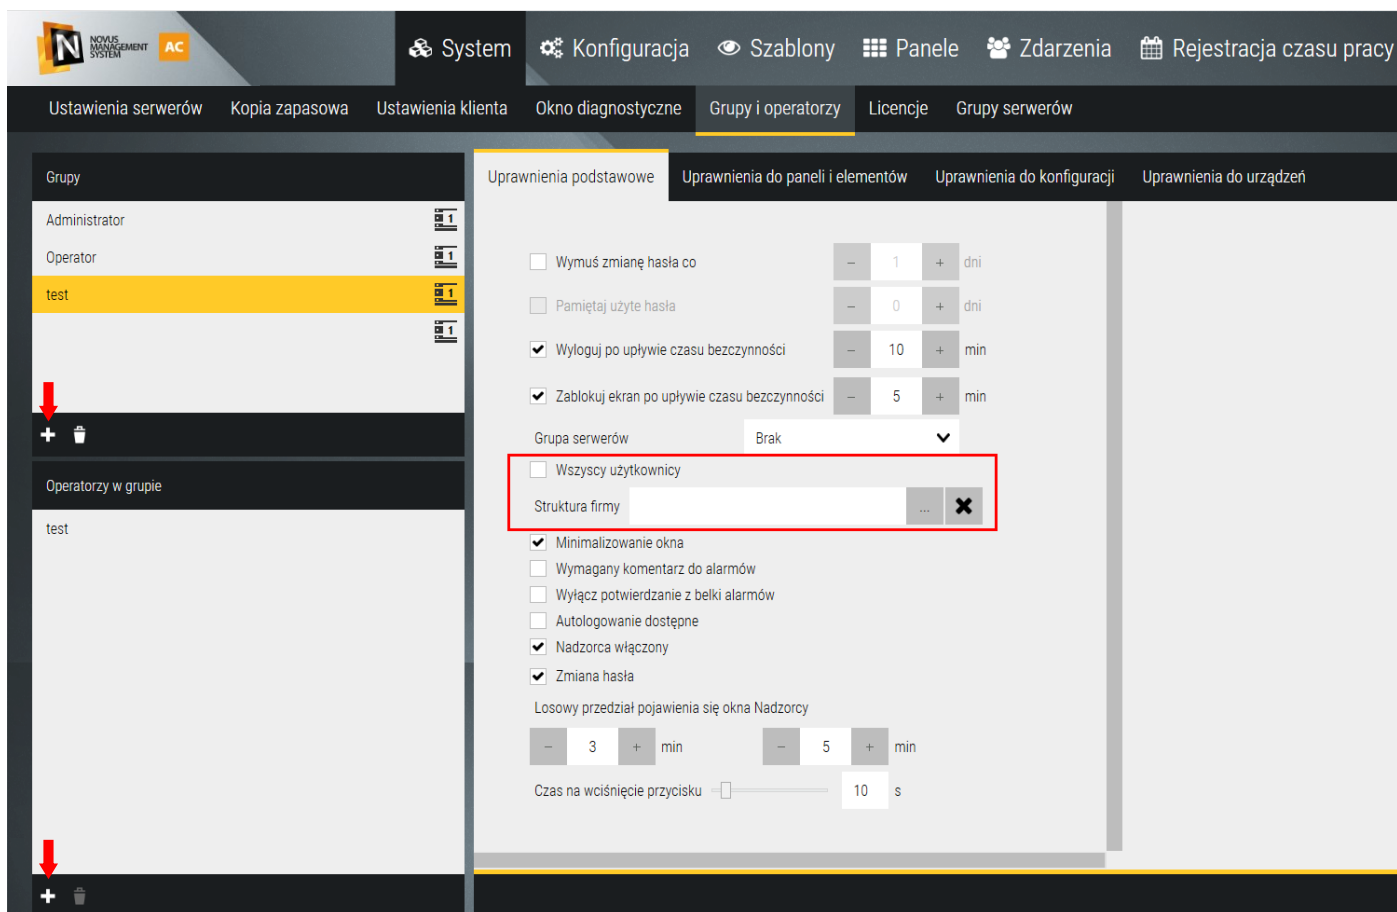 NOVUS
MANAGEMENT
SYSTEM
AC
System Konfiguracja Szablony Panele Zdarzenia Rejestracja czasu pracy
Ustawienia serwerów Kopia zapasowa Ustawienia klienta Okno diagnostyczne Grupy i operatorzy Licencje Grupy serwerów
Grupy
Administrator 1
Operator 1
test 1
1
Operatorzy w grupie
test
Uprawnienia podstawowe Uprawnienia do paneli i elementów Uprawnienia do konfiguracji Uprawnienia do urządzeń
Wymuś zmianę hasła co - 1 + dni
Pamiętaj użyte hasła - 0 + dni
Wyloguj po upływie czasu bezczynności - 10 + min
Zablokuj ekran po upływie czasu bezczynności - 5 + min
Grupa serwerów Brak
Wszyscy użytkownicy
Struktura firmy ...
Minimalizowanie okna
Wymagany komentarz do alarmów
Wyłącz potwierdzanie z belki alarmów
Autologowanie dostępne
Nadzorca włączony
Zmiana hasła
Losowy przedział pojawienia się okna Nadzorcy
- 3 + min - 5 + min
Czas na wciśnięcie przycisku 10 s